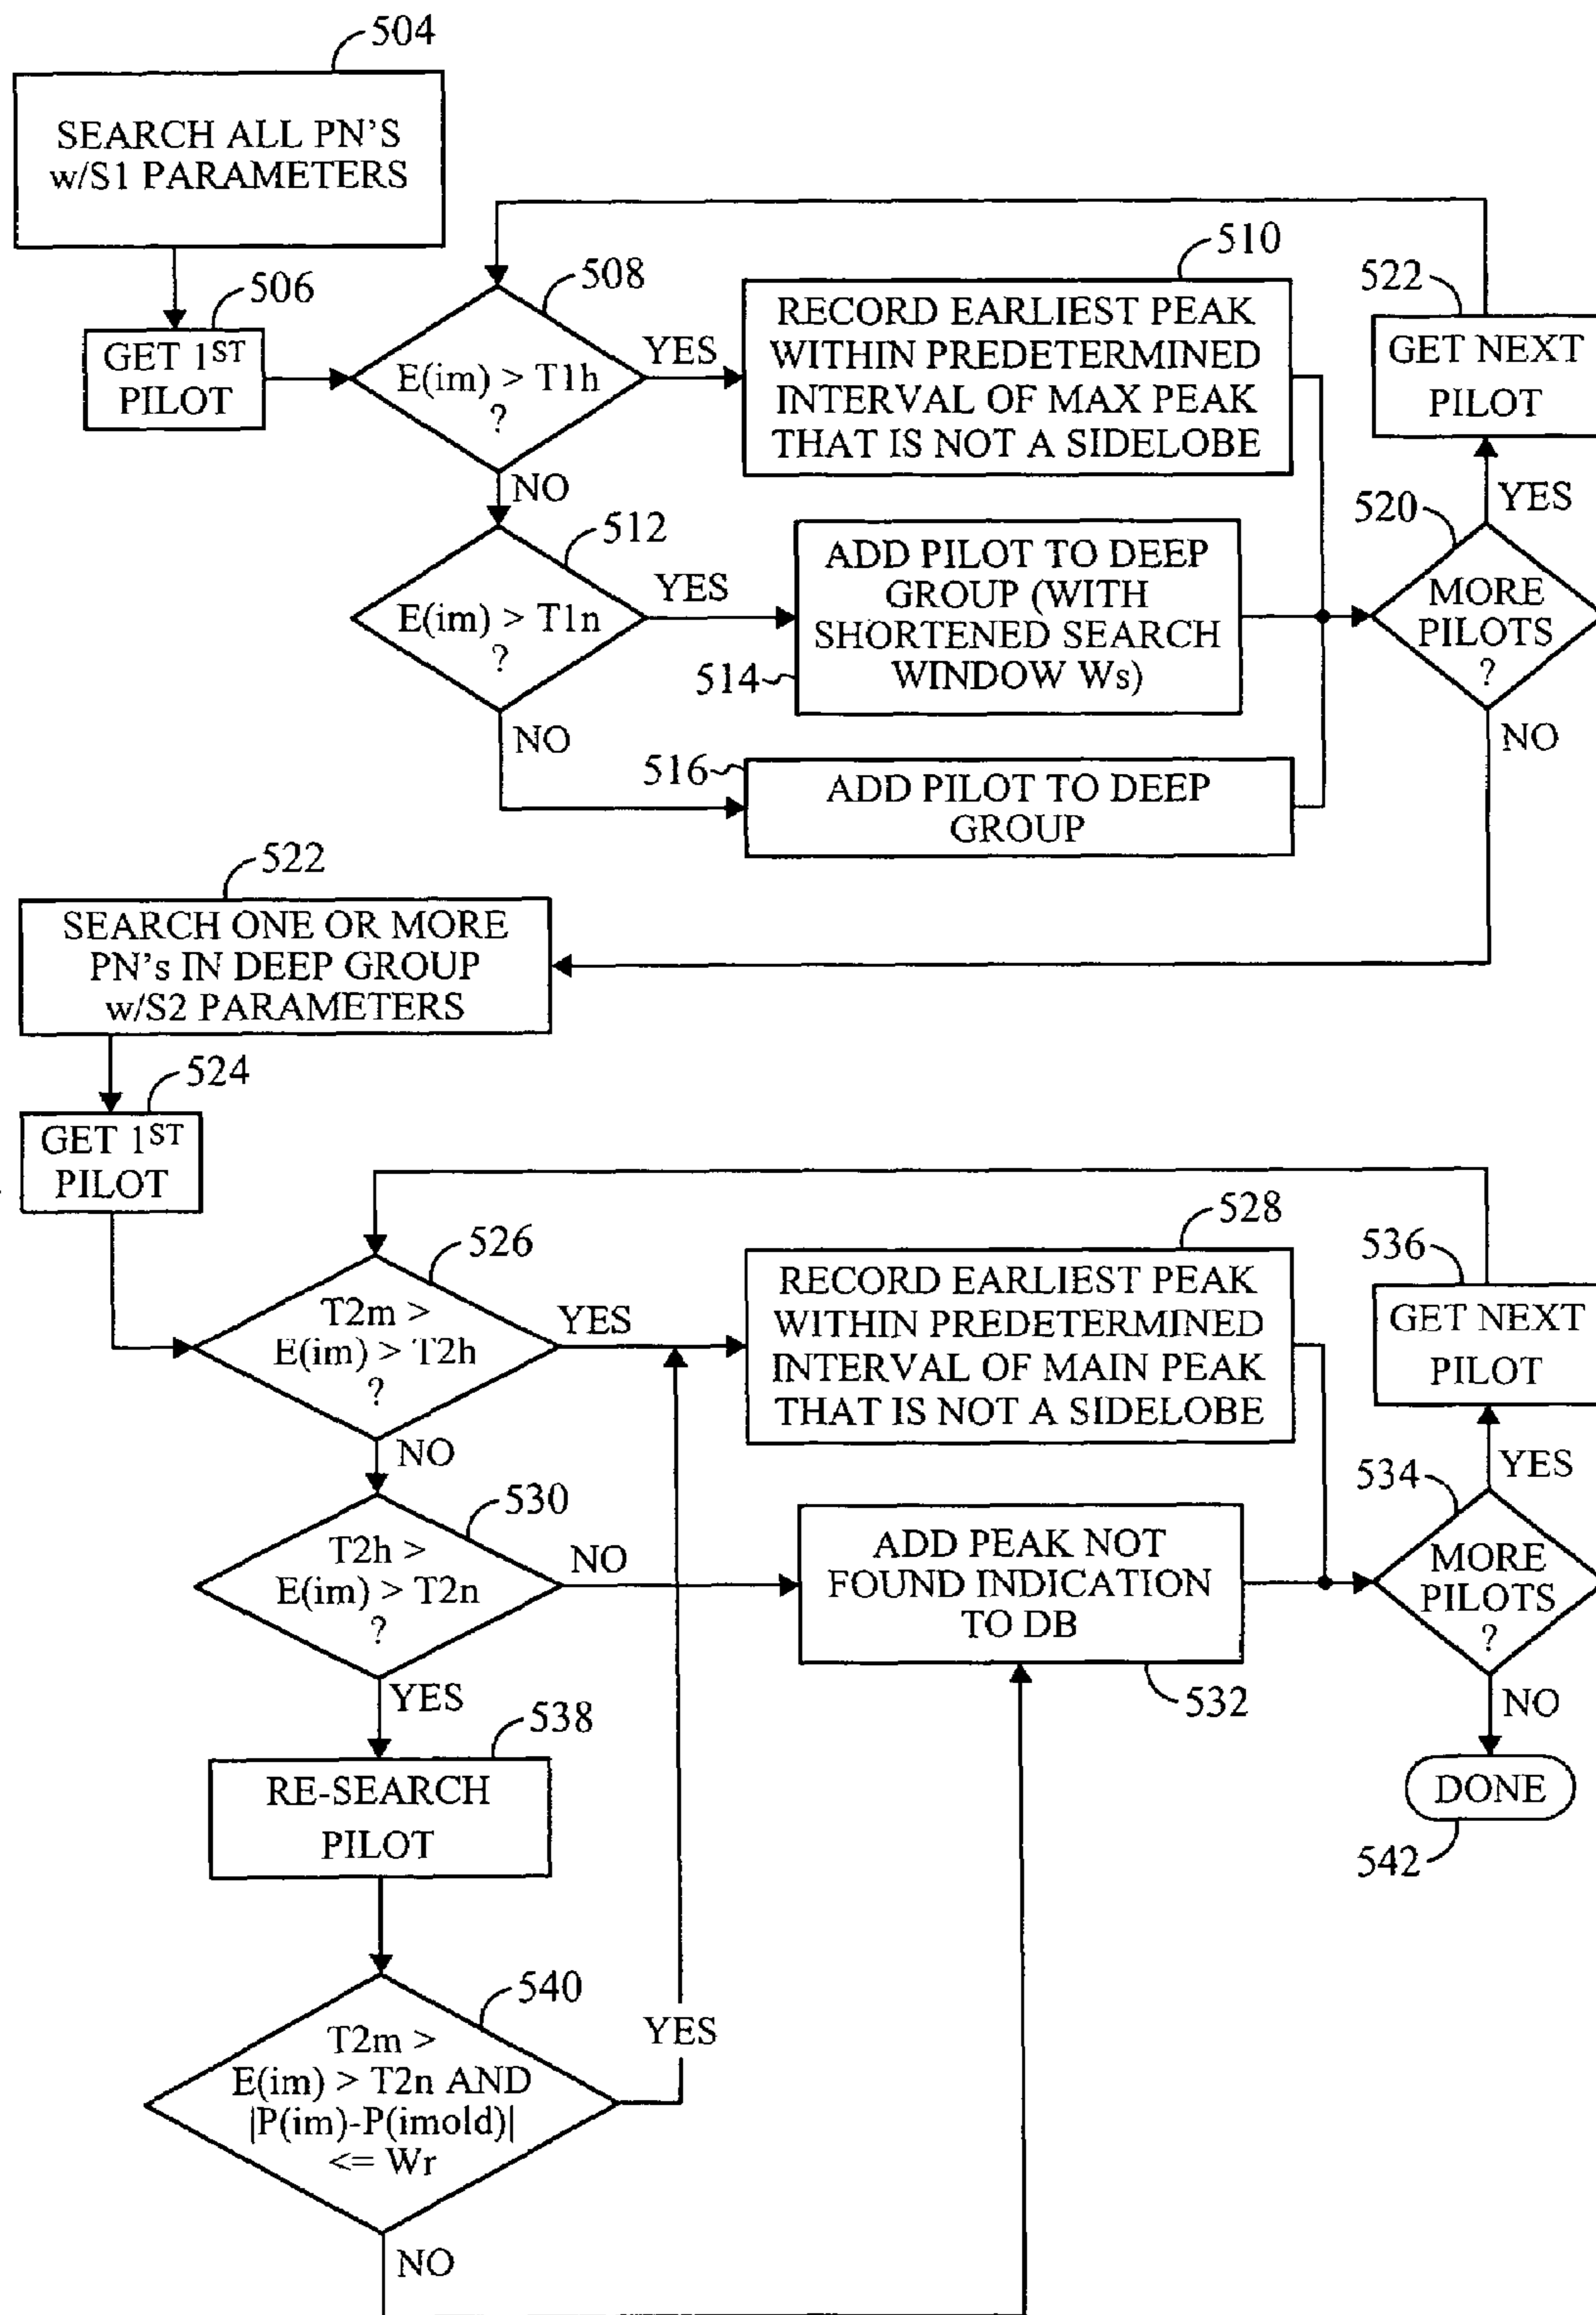 504
SEARCH ALL PN'S
w/S1 PARAMETERS
506
GET 1ST
PILOT
508
E(im) > T1h
?
YES
NO
510
RECORD EARLIEST PEAK
WITHIN PREDETERMINED
INTERVAL OF MAX PEAK
THAT IS NOT A SIDELOBE
522
GET NEXT
PILOT
512
E(im) > T1n
?
YES
NO
ADD PILOT TO DEEP
GROUP (WITH
SHORTENED SEARCH
WINDOW Ws)
514
520
YES
MORE
PILOTS
?
NO
516
ADD PILOT TO DEEP
GROUP
522
SEARCH ONE OR MORE
PN's IN DEEP GROUP
w/S2 PARAMETERS
524
GET 1ST
PILOT
526
T2m >
E(im) > T2h
?
YES
NO
528
RECORD EARLIEST PEAK
WITHIN PREDETERMINED
INTERVAL OF MAIN PEAK
THAT IS NOT A SIDELOBE
536
GET NEXT
PILOT
530
T2h >
E(im) > T2n
?
NO
YES
ADD PEAK NOT
FOUND INDICATION
TO DB
532
534
YES
MORE
PILOTS
?
NO
538
RE-SEARCH
PILOT
DONE
542
540
T2m >
E(im) > T2n AND
|P(im)-P(imold)|
<= Wr
YES
NO